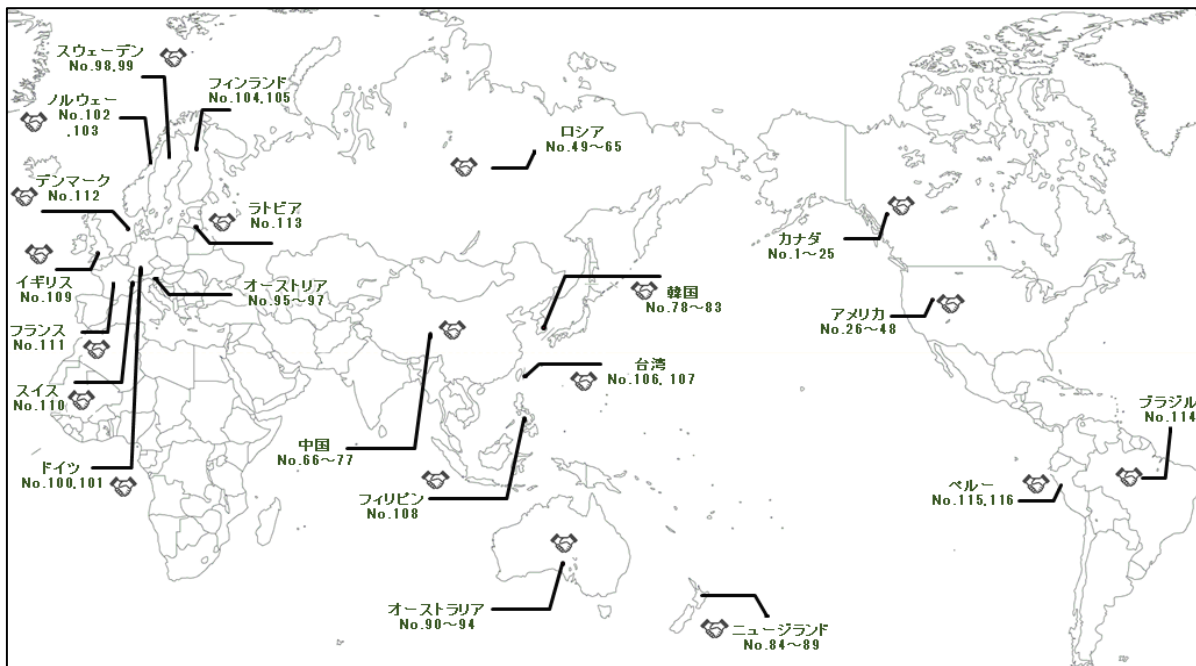 スウェーデン
No.98,99
フィンランド
No.104,105
ノルウェー
No.102
,103
ロシア
No.49～65
デンマーク
No.112
ラトビア
No.113
カナダ
No.1～25
イギリス
No.109
オーストリア
No.95～97
韓国
No.78～83
アメリカ
No.26～48
フランス
No.111
台湾
No.106, 107
スイス
No.110
ブラジル
No.114
中国
No.66～77
ドイツ
No.100,101
フィリピン
No.108
ペルー
No.115,116
オーストラリア
No.90～94
ニュージランド
No.84～89